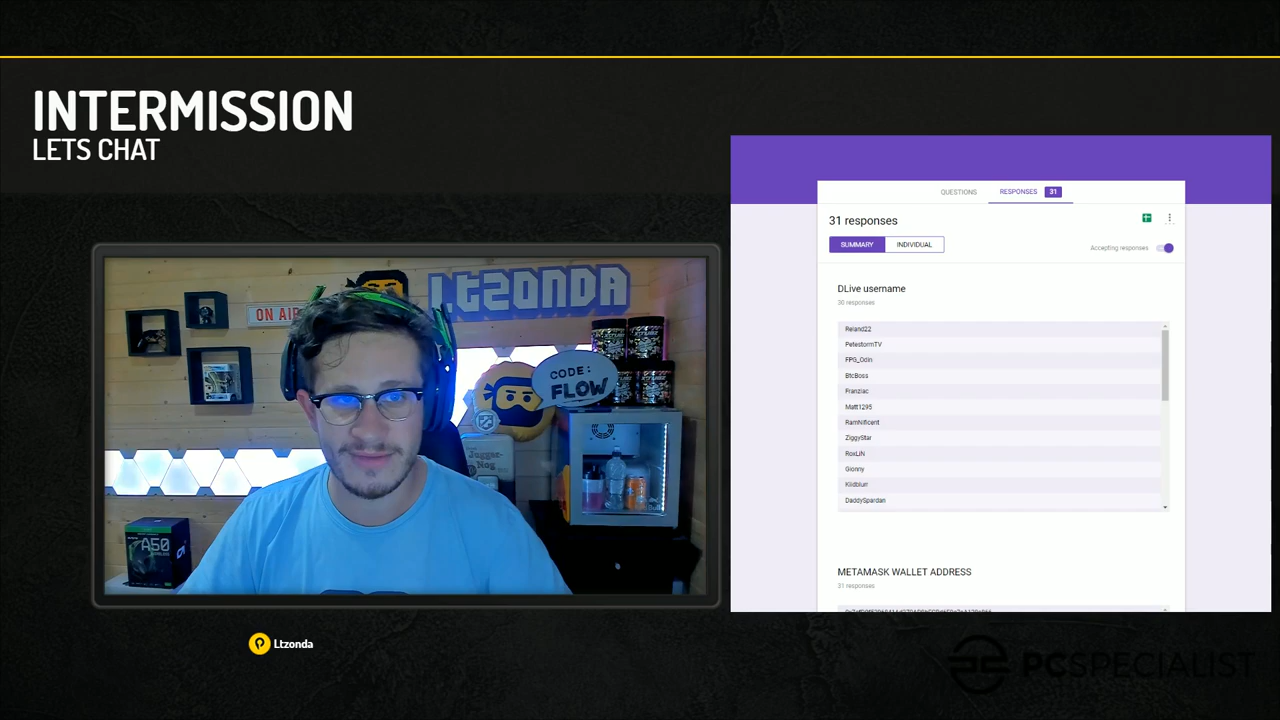 INTERMISSION
LETS CHAT
QUESTIONS
RESPONSES 31
31 responses
SUMMARY
INDIVIDUAL
Accepting responses
DLive username
30 responses
Reland22
PetestormTV
FPG_Odin
BtcBoss
Franziac
Matt1295
RamNificent
ZiggyStar
RoxLiN
Gionny
Kiidblurr
DaddySpardan
METAMASK WALLET ADDRESS
31 responses
LTZONDA
ON AIR
CODE:
FLOW
Jugger-
Nog
A50
Ltzonda
PCSPECIALIST